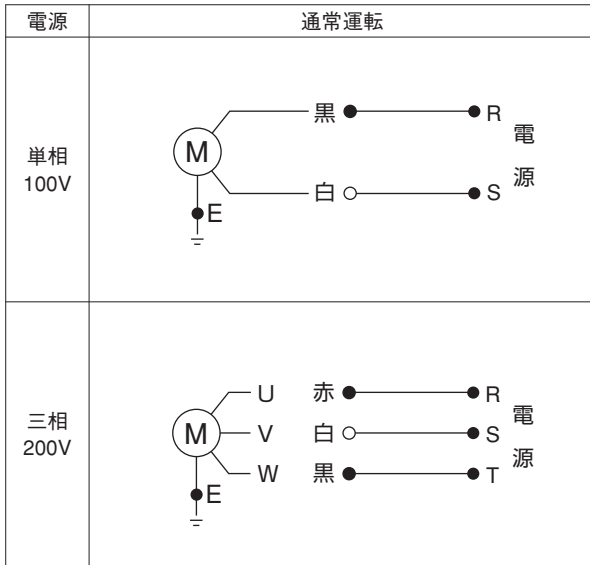 電源 通常運転
単相
100V
M
E
黒 R
白 S
電
源
三相
200V
M
E
U 赤 R
V 白 S
W 黒 T
電
源